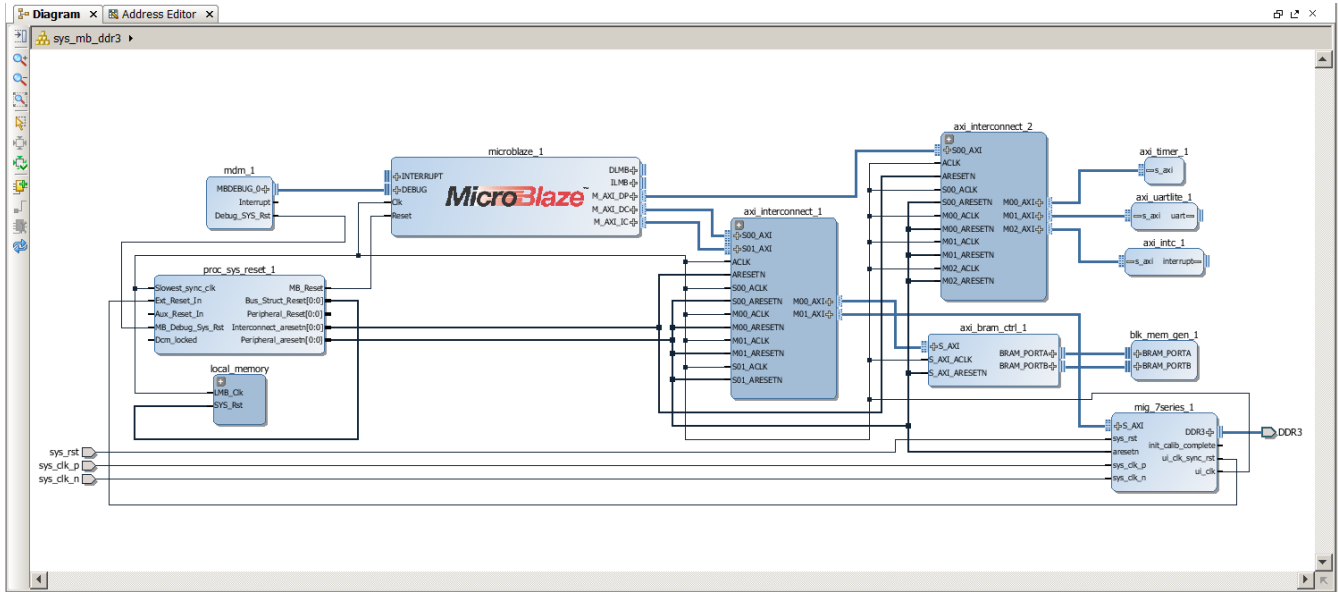 Diagram × Address Editor ×
sys_mb_ddr3
axi_interconnect_2
S00_AXI
ACLK
ARESETN
S00_ACLK
S00_ARESETN M00_AXI
M00_ACLK M01_AXI
M00_ARESETN M02_AXI
M01_ACLK
M01_ARESETN
M02_ACLK
M02_ARESETN
axi_timer_1
s_axi
axi_uartlite_1
s_axi uart
axi_intc_1
s_axi interrupt
microblaze_1
INTERRUPT
DEBUG
Clk
Reset
MicroBlaze™
DLMB
ILMB
M_AXI_DP
M_AXI_DC
M_AXI_IC
mdm_1
MBDEBUG_0
Interrupt
Debug_SYS_Rst
axi_interconnect_1
S00_AXI
S01_AXI
ACLK
ARESETN
S00_ACLK
S00_ARESETN M00_AXI
M00_ACLK M01_AXI
M00_ARESETN
M01_ACLK
M01_ARESETN
S01_ACLK
S01_ARESETN
proc_sys_reset_1
Slowest_sync_clk MB_Reset
Ext_Reset_In Bus_Struct_Reset[0:0]
Aux_Reset_In Peripheral_Reset[0:0]
MB_Debug_Sys_Rst Interconnect_aresetn[0:0]
Dcm_locked Peripheral_aresetn[0:0]
axi_bram_ctrl_1
S_AXI
S_AXI_ACLK BRAM_PORTA
S_AXI_ARESETN BRAM_PORTB
blk_mem_gen_1
BRAM_PORTA
BRAM_PORTB
local_memory
LMB_Clk
SYS_Rst
mig_7series_1
S_AXI DDR3
sys_rst init_calib_complete
aresetn ui_clk_sync_rst
sys_clk_p ui_clk
sys_clk_n
DDR3
sys_rst
sys_clk_p
sys_clk_n